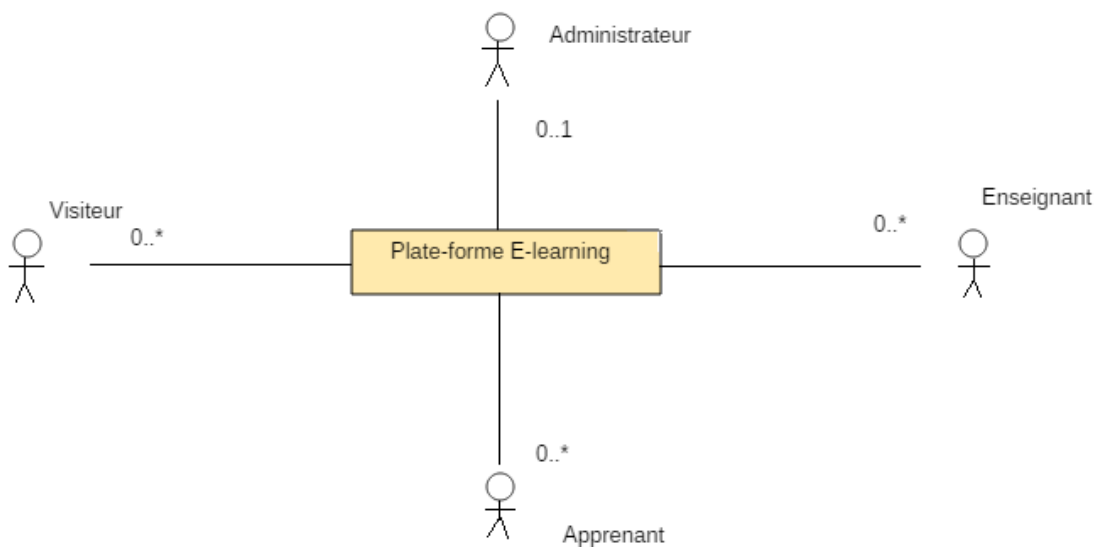 Administrateur
0..1
Visiteur
0..*
Enseignant
0..*
Plate-forme E-learning
0..*
Apprenant